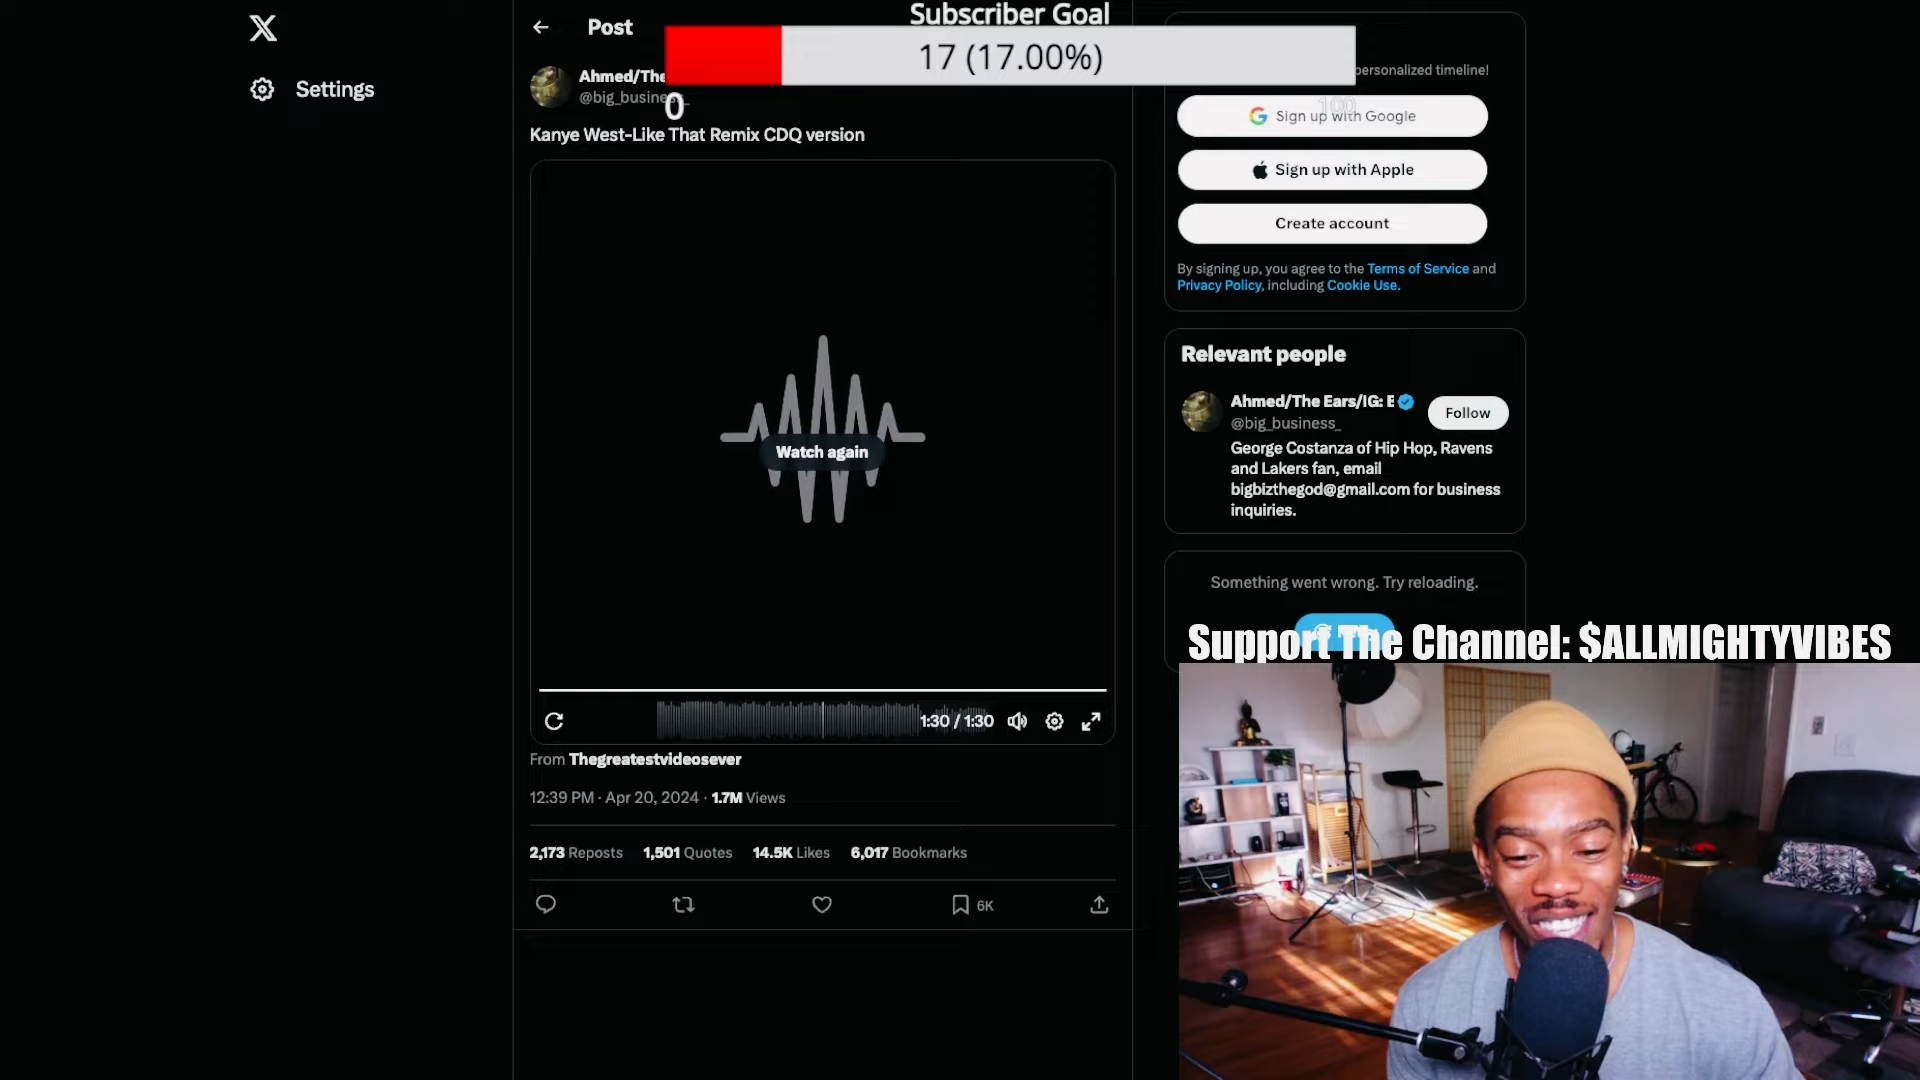 Settings
Post
Subscriber Goal
17 (17.00%)
0
100
Ahmed/The
@big_busine
Kanye West-Like That Remix CDQ version
Watch again
1:30 / 1:30
From Thegreatestvideosever
12:39 PM · Apr 20, 2024 · 1.7M Views
2,173 Reposts 1,501 Quotes 14.5K Likes 6,017 Bookmarks
6K
personalized timeline!
Sign up with Google
Sign up with Apple
Create account
By signing up, you agree to the Terms of Service and
Privacy Policy, including Cookie Use.
Relevant people
Ahmed/The Ears/IG: B
@big_business_
Follow
George Costanza of Hip Hop, Ravens
and Lakers fan, email
bigbizthegod@gmail.com for business
inquiries.
Something went wrong. Try reloading.
Support The Channel: $ALLMIGHTYVIBES